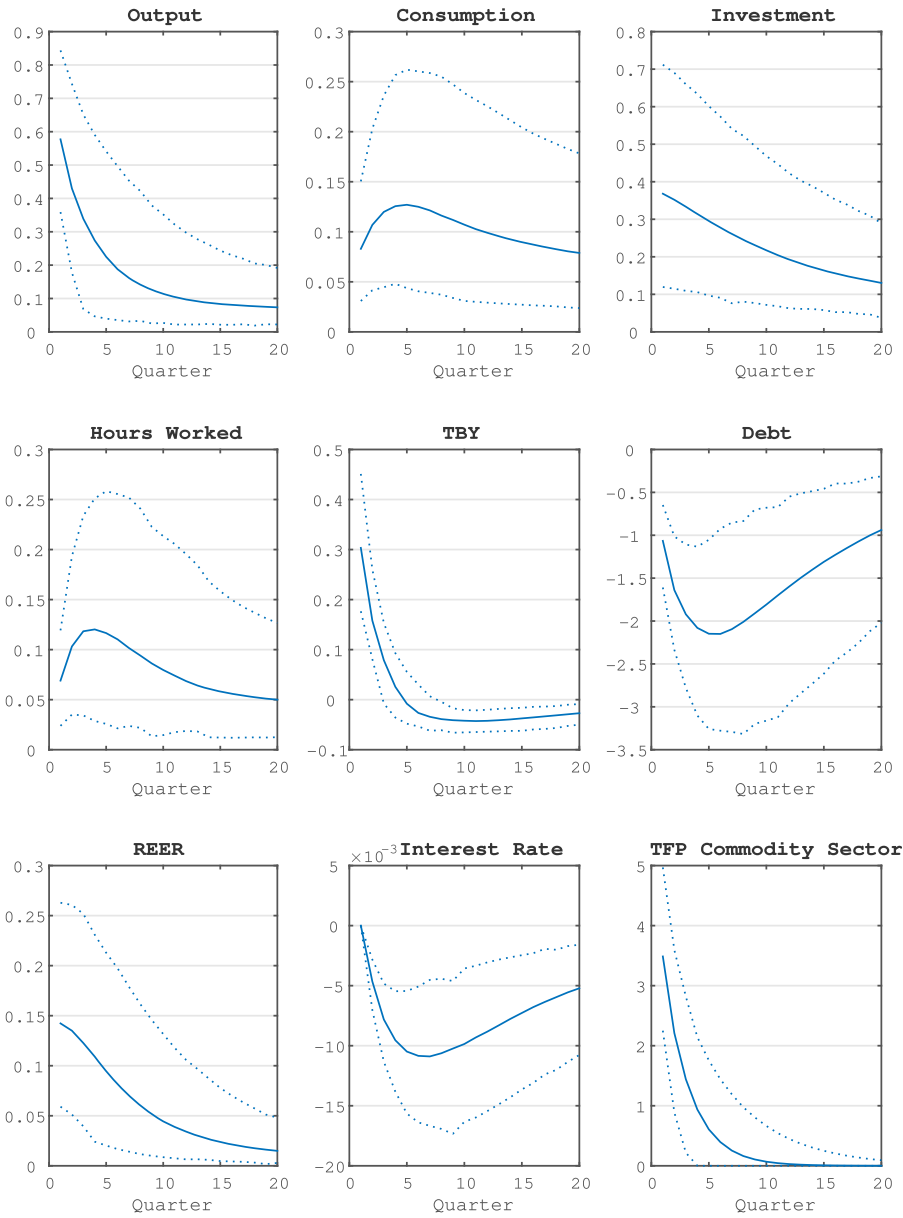 Output Consumption Investment
0.9 0.3 0.8
0.8 0.7
0.7 0.25
0.6 0.6
0.2 0.5
0.5 0.15 0.4
0.4
0.3 0.1 0.3
0.2 0.2
0.05
0.1 0.1
0 0 0
0 5 10 15 20 0 5 10 15 20 0 5 10 15 20
Quarter Quarter Quarter
Hours Worked TBY Debt
0.3 0.5 0
0.25 0.4 -0.5
0.2 0.3 -1
0.15 0.2 -1.5
0.1 0.1 -2
-2.5
0.05 0 -3
0 -0.1 -3.5
0 5 10 15 20 0 5 10 15 20 0 5 10 15 20
Quarter Quarter Quarter
REER ×10⁻³ Interest Rate TFP Commodity Sector
0.3 5 5
0.25 0 4
0.2 -5 3
0.15
0.1 -10 2
0.05 -15 1
0 -20 0
0 5 10 15 20 0 5 10 15 20 0 5 10 15 20
Quarter Quarter Quarter